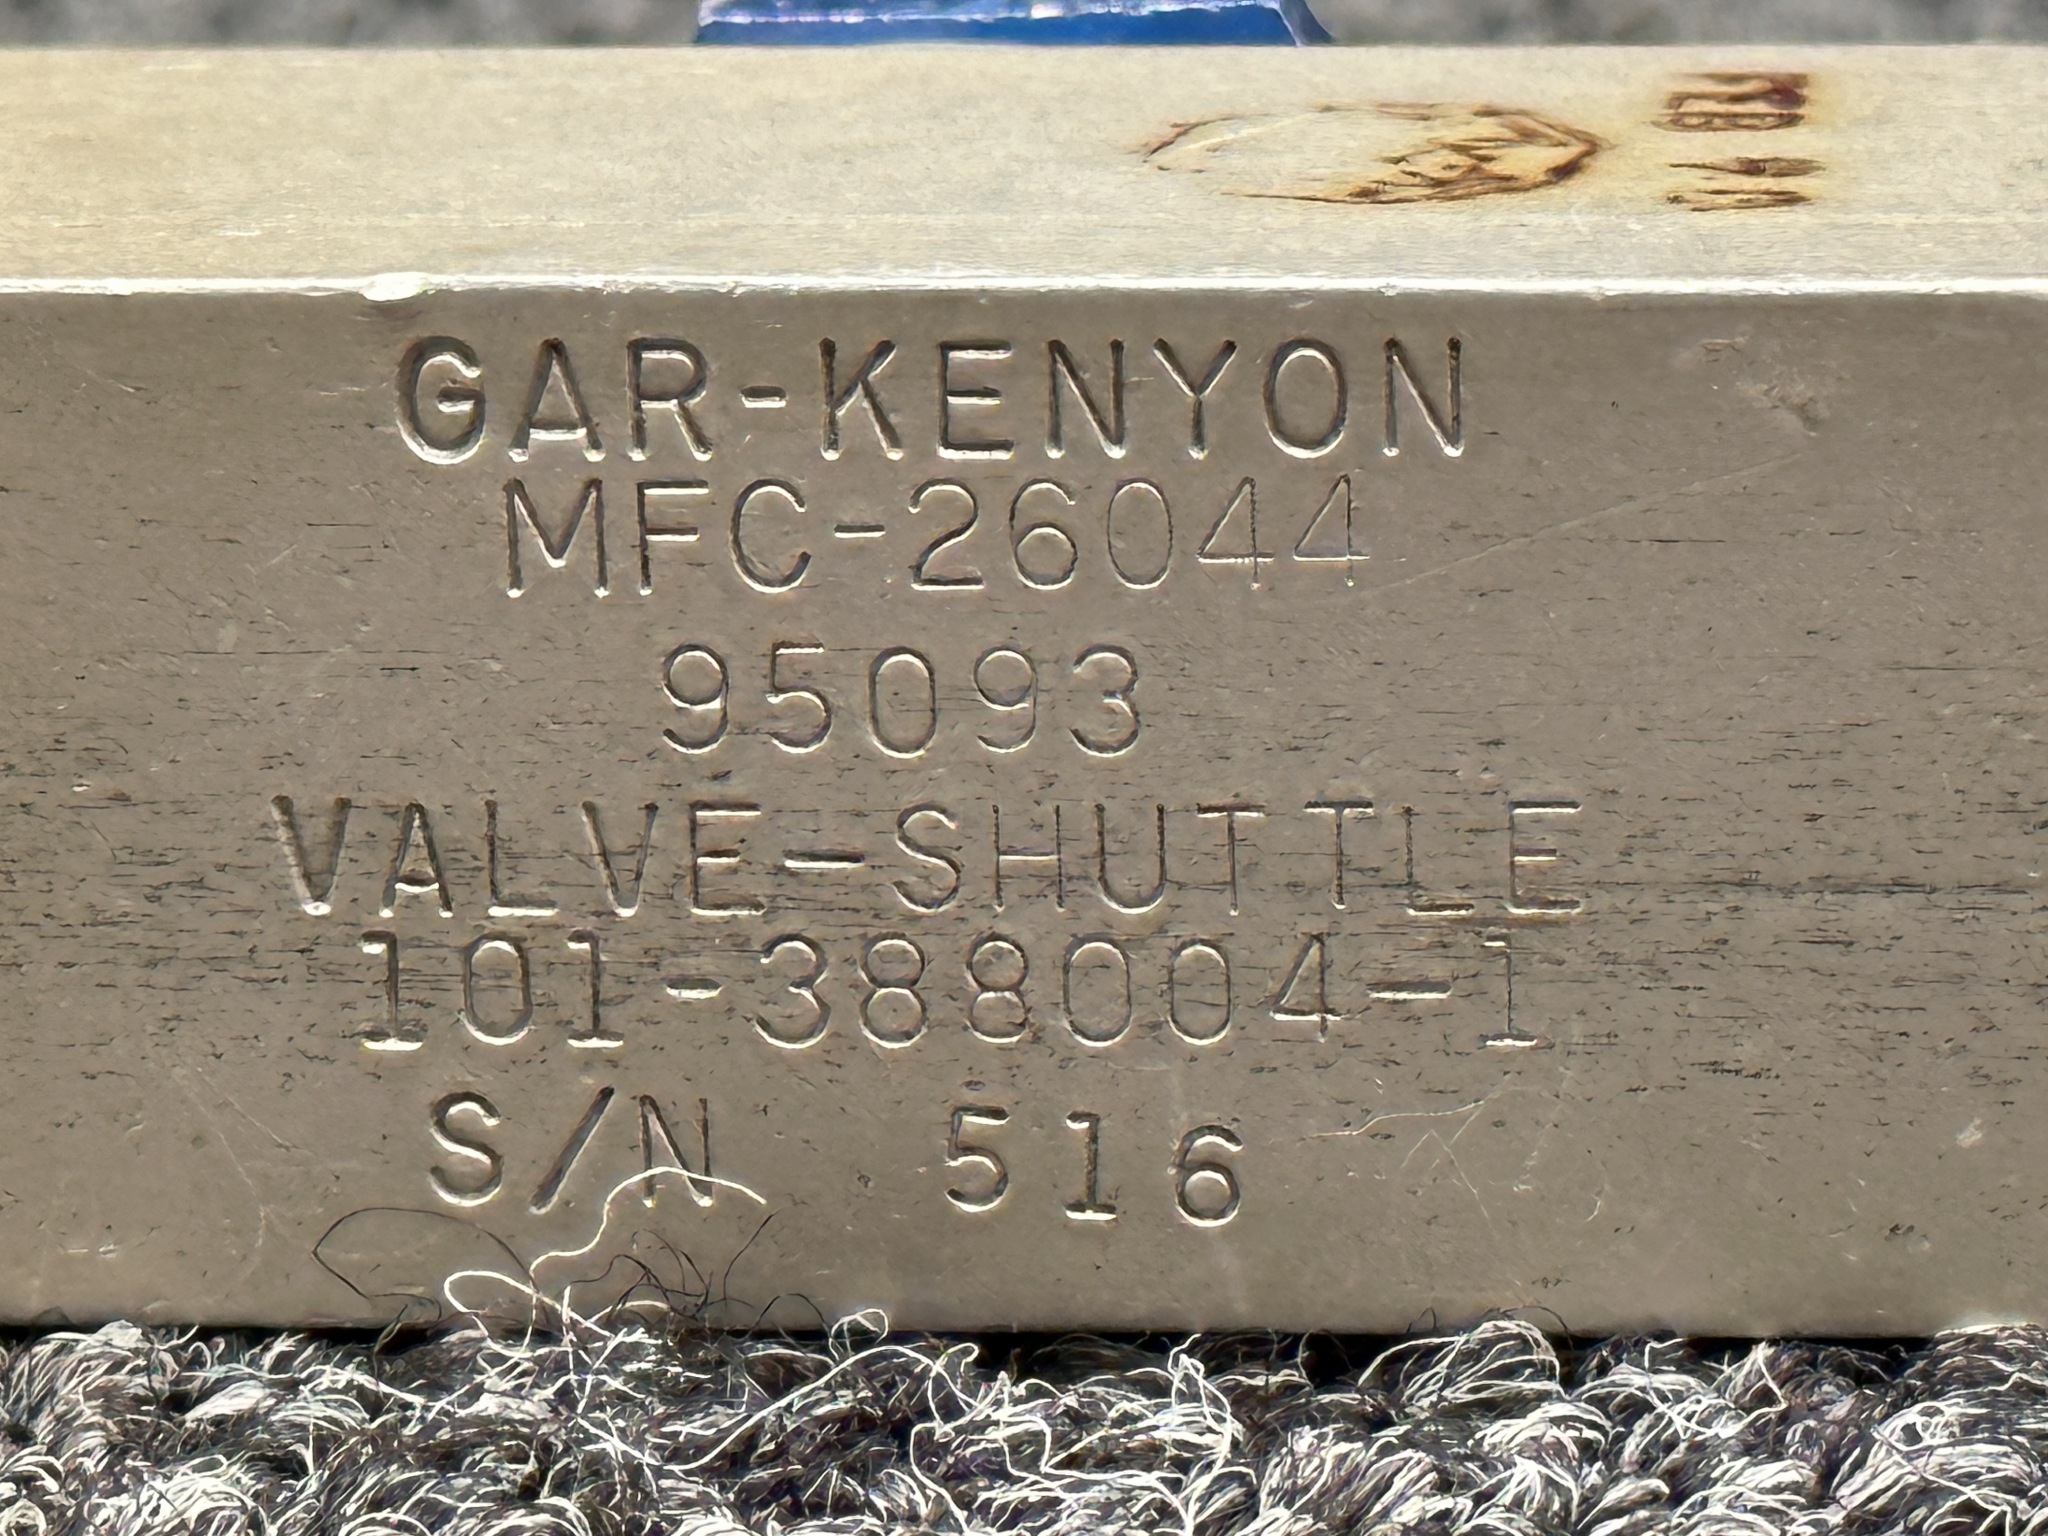 GAR-KENYON
MFC-26044
95093
VALVE-SHUTTLE
101-388004-1
S/N 516